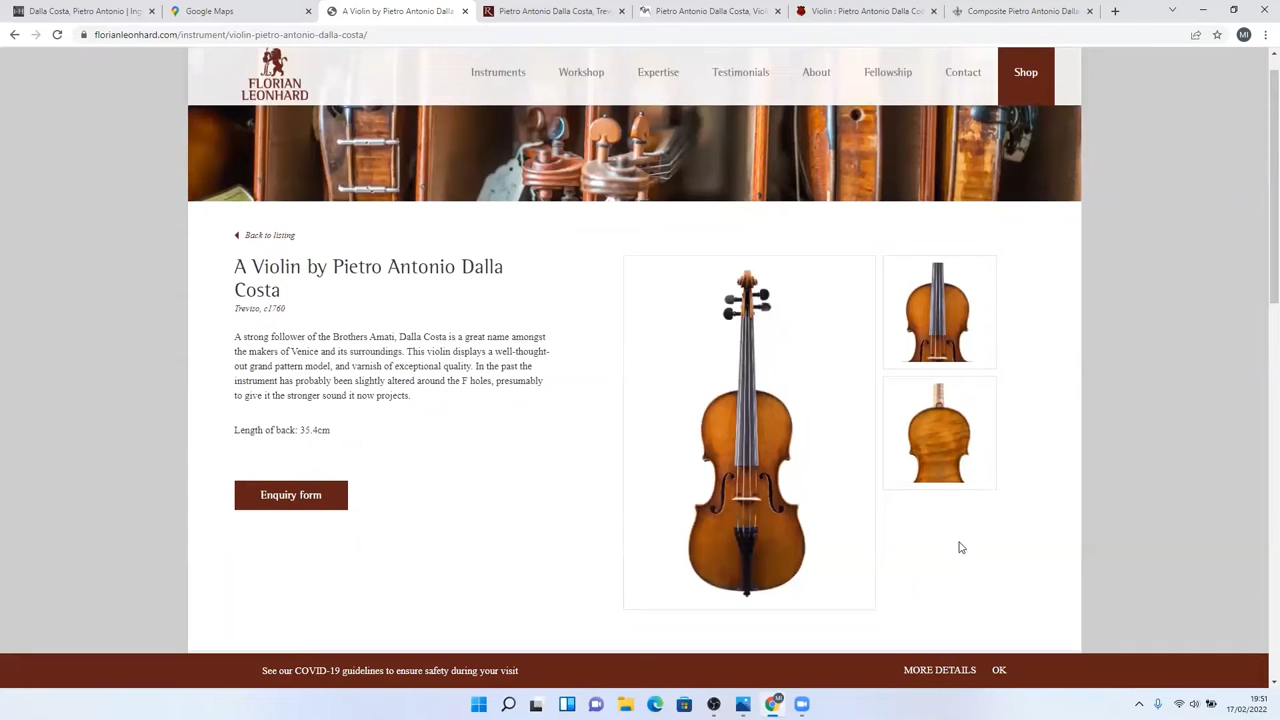 Dalla Costa, Pietro Antonio | In
Google Maps
Violin by Pietro Antonio Dalla
Pietro Antonio Dalla Costa, Ven
Pietro Antonio Dalla Costa, Viol
Violin : Pietro Antonio Dalla Cos
Composite Pietro Antonio Dalla
florianleonhard.com/instrument/violin-pietro-antonio-dalla-costa/
MI
FLORIAN
LEONHARD
Instruments
Workshop
Expertise
Testimonials
About
Fellowship
Contact
Shop
Back to listing
A Violin by Pietro Antonio Dalla
Costa
Treviso, c1760
A strong follower of the Brothers Amati, Dalla Costa is a great name amongst
the makers of Venice and its surroundings. This violin displays a well-thought-
out grand pattern model, and varnish of exceptional quality. In the past the
instrument has probably been slightly altered around the F holes, presumably
to give it the stronger sound it now projects.
Length of back: 35.4cm
Enquiry form
See our COVID-19 guidelines to ensure safety during your visit
MORE DETAILS
OK
19:51
17/02/2022